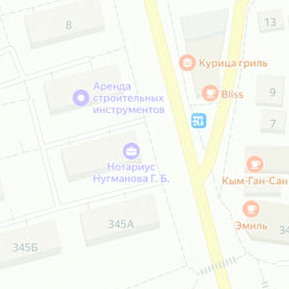 8
13
Курица гриль
Аренда
строительных
инструментов
Bliss
9
7
Нотариус
Нугманова Г. Б.
Кым-Ган-Сан
345А
Эмиль
345Б